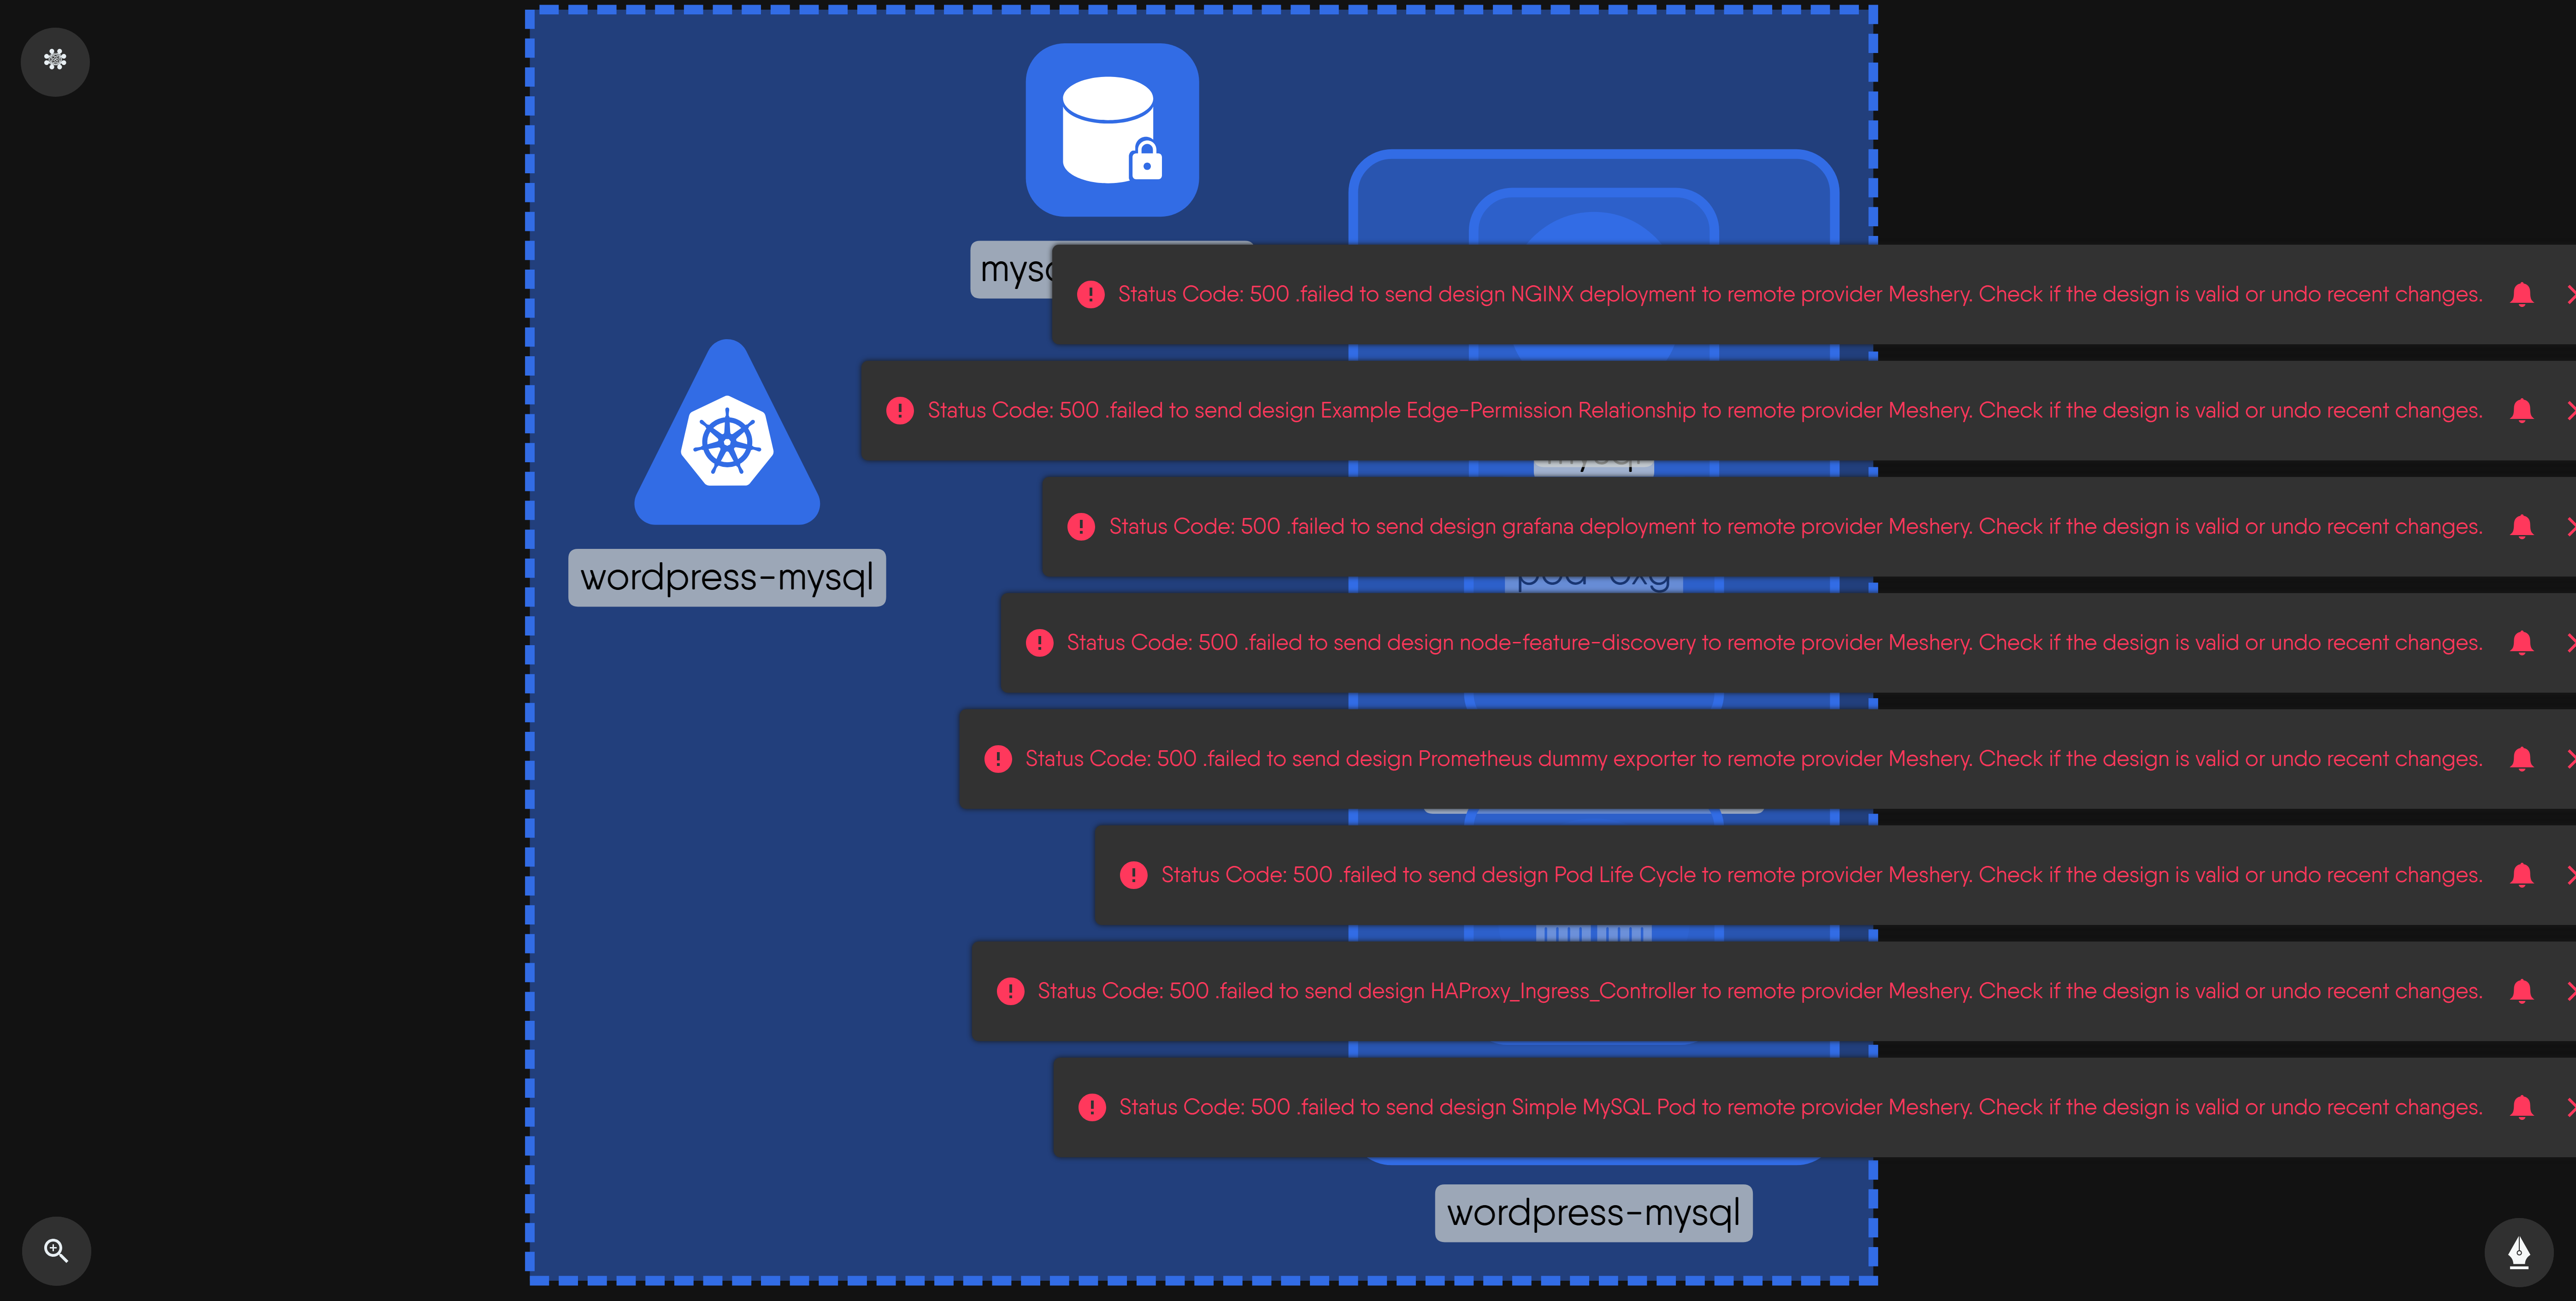 Status Code: 500 .failed to send design NGINX deployment to remote provider Meshery. Check if the design is valid or undo recent changes.
Status Code: 500 .failed to send design Example Edge-Permission Relationship to remote provider Meshery. Check if the design is valid or undo recent changes.
mysql
Status Code: 500 .failed to send design grafana deployment to remote provider Meshery. Check if the design is valid or undo recent changes.
wordpress-mysql
Status Code: 500 .failed to send design node-feature-discovery to remote provider Meshery. Check if the design is valid or undo recent changes.
Status Code: 500 .failed to send design Prometheus dummy exporter to remote provider Meshery. Check if the design is valid or undo recent changes.
Status Code: 500 .failed to send design Pod Life Cycle to remote provider Meshery. Check if the design is valid or undo recent changes.
Status Code: 500 .failed to send design HAProxy_Ingress_Controller to remote provider Meshery. Check if the design is valid or undo recent changes.
Status Code: 500 .failed to send design Simple MySQL Pod to remote provider Meshery. Check if the design is valid or undo recent changes.
wordpress-mysql